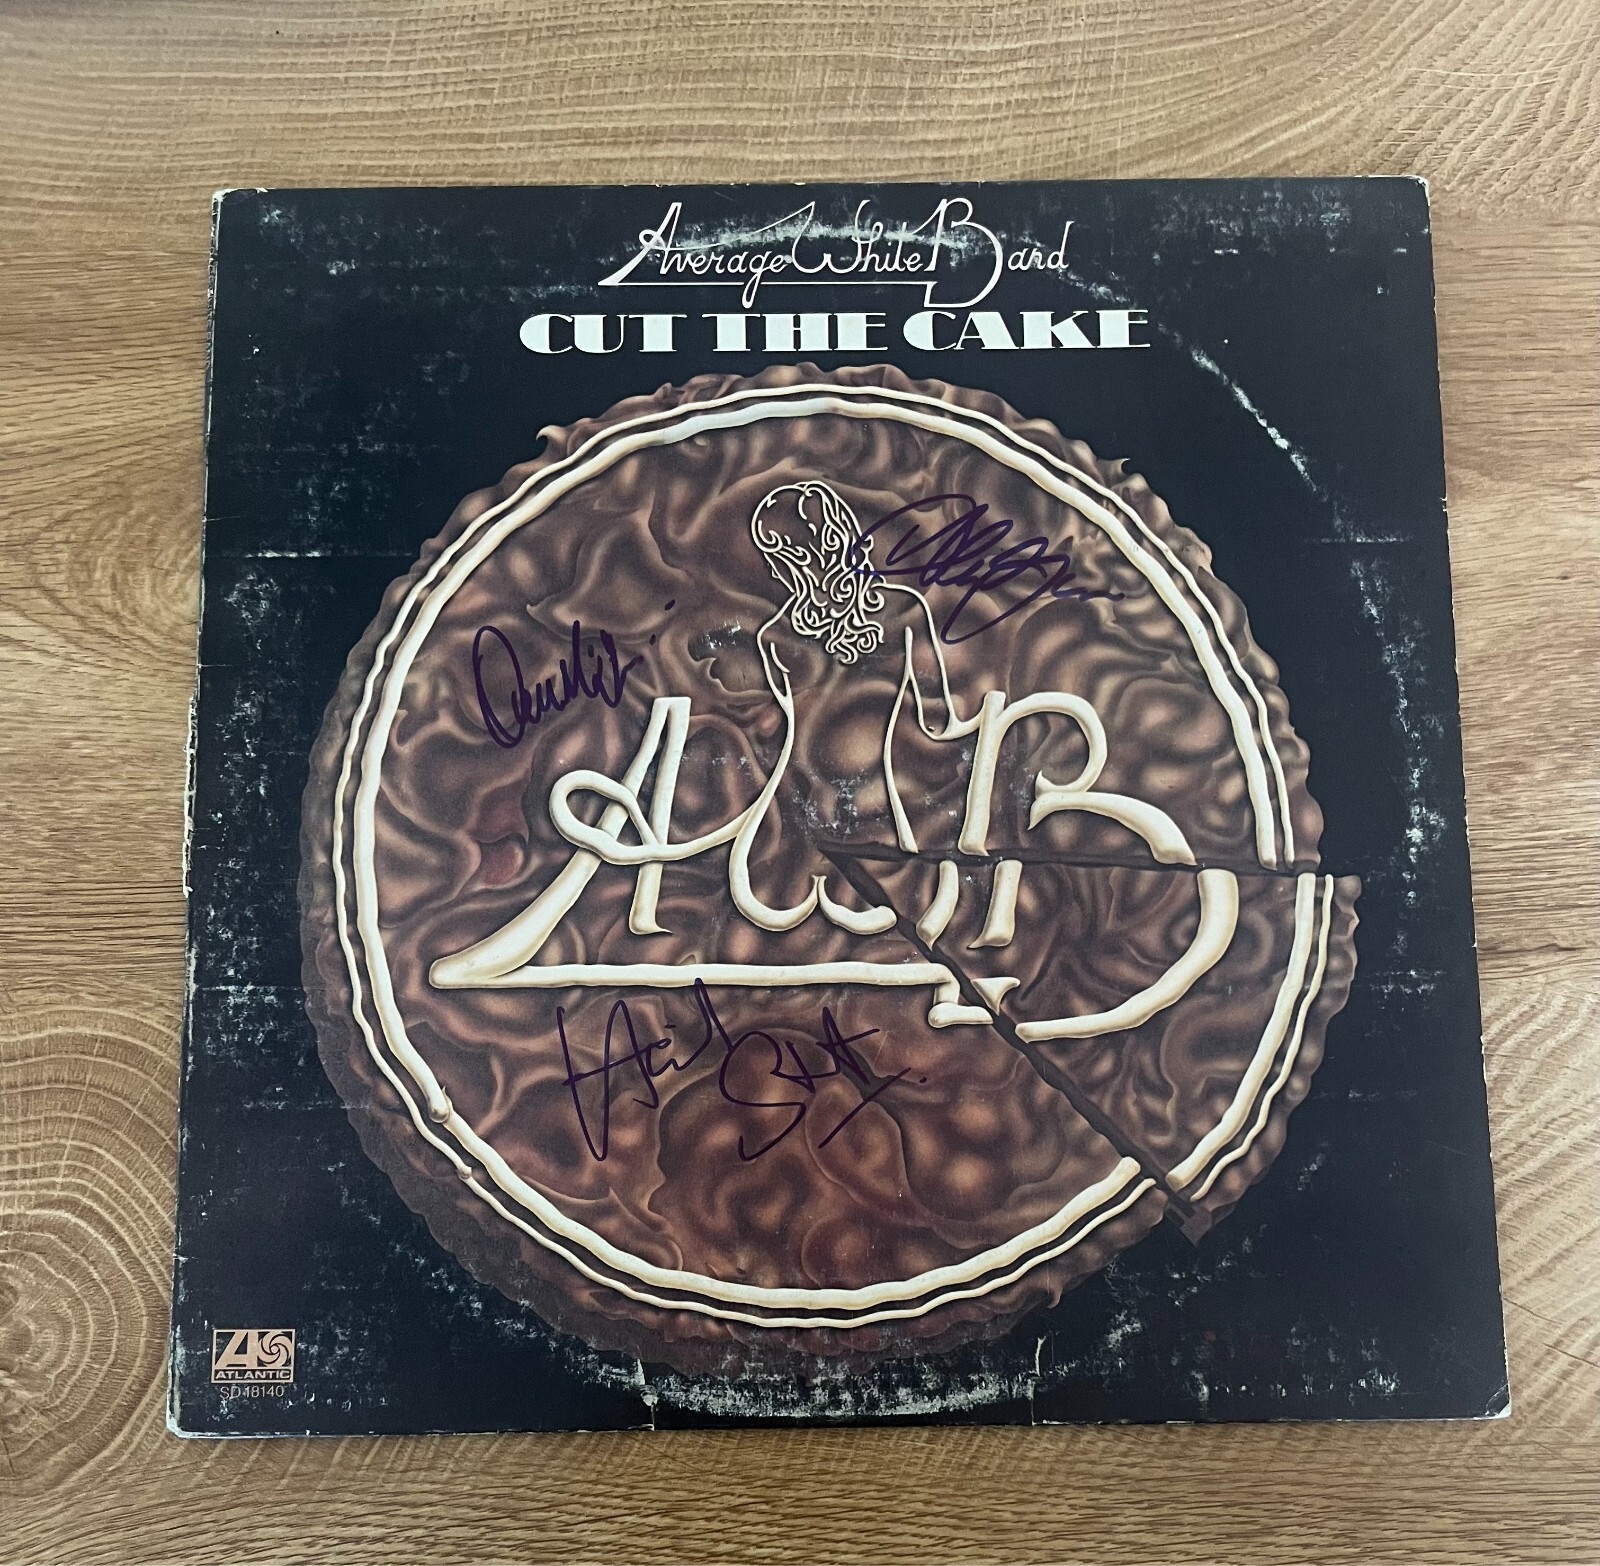 Average White Band
CUT THE CAKE
AWB
ATLANTIC
SD 18140